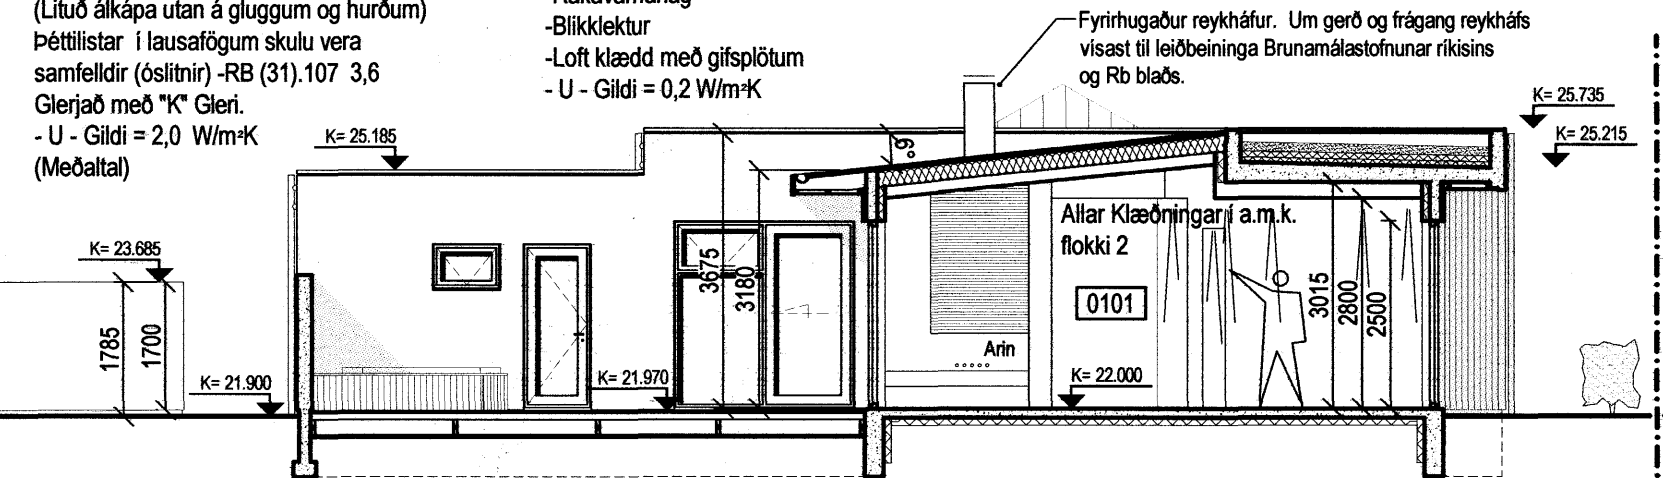 (Lituð álkápa utan á gluggum og hurðum)
Þéttilistar í lausafögum skulu vera
samfelldir (óslitnir) -RB (31).107 3,6
Glerjað með "K" Gleri.
- U - Gildi = 2,0 W/m²K
(Meðaltal)
-Rakavarnarlag
-Blikklektur
-Loft klædd með gifsplötum
- U - Gildi = 0,2 W/m²K
Fyrirhugaður reykháfur. Um gerð og frágang reykháfs
vísast til leiðbeininga Brunamálastofnunar ríkisins
og Rb blaðs.
K= 25.735
K= 25.215
K= 25.185
6°
Allar Klæðningar í a.m.k.
flokki 2
K= 23.685
3675
3180
0101
3015
2800
2500
1785
1700
Arin
K= 21.900
K= 21.970
K= 22.000